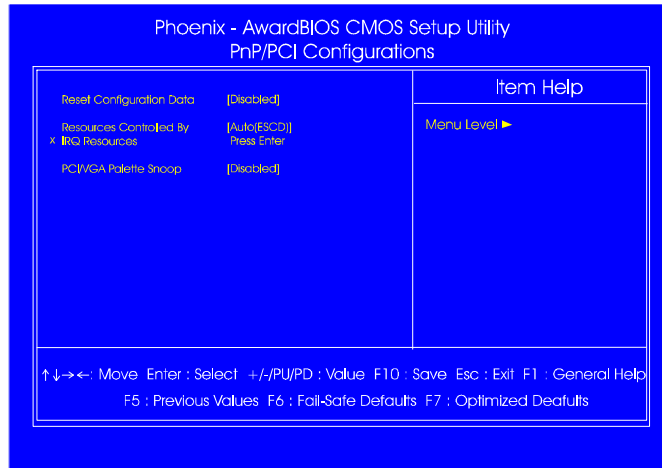 Phoenix - AwardBIOS CMOS Setup Utility
PnP/PCI Configurations
Reset Configuration Data [Disabled]
Resources Controled By [Auto(ESCD)]
x IRQ Resources Press Enter
PCI/VGA Palette Snoop [Disabled]
Item Help
Menu Level ►
↑↓→←: Move Enter : Select +/-/PU/PD : Value F10 : Save Esc : Exit F1 : General Help
F5 : Previous Values F6 : Fail-Safe Defaults F7 : Optimized Deafults